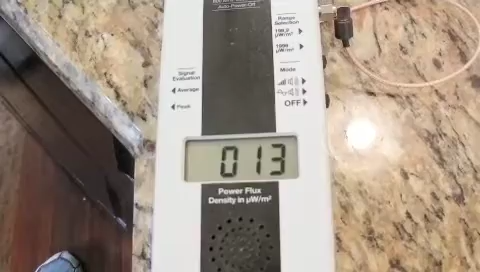 Auto-Power-Off
Range
Selection
199.9
µW/m²
1999
µW/m²
Signal
Evaluation
Average
Peak
Mode
OFF
013
Power Flux
Density in µW/m²